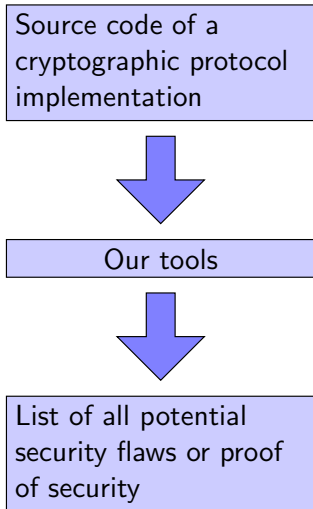 Source code of a
cryptographic protocol
implementation
Our tools
List of all potential
security flaws or proof
of security